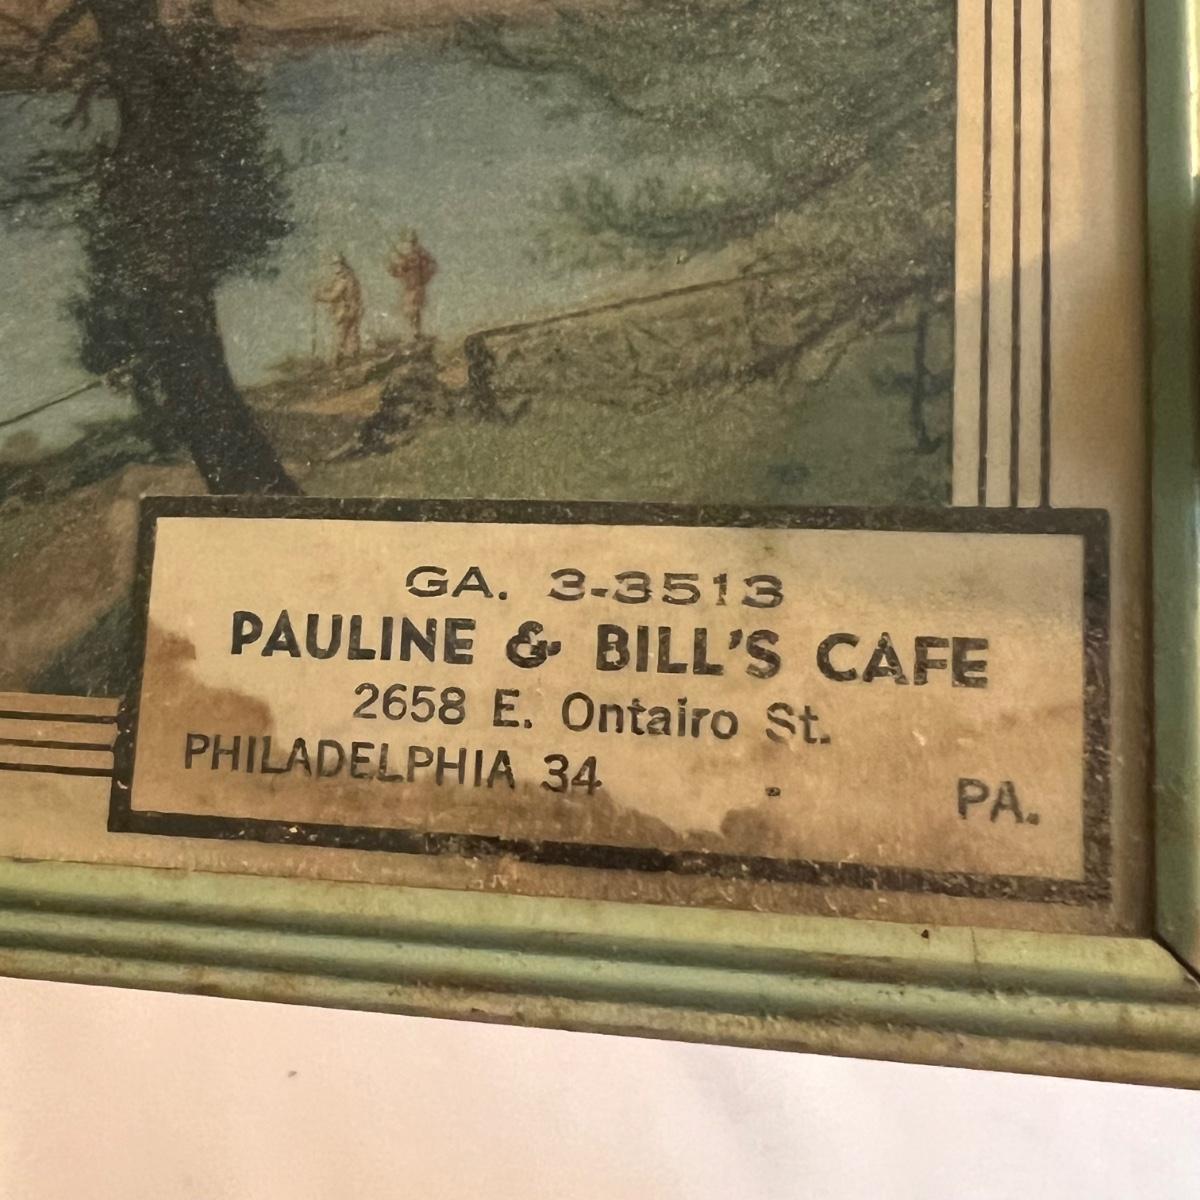 GA. 3-3513
PAULINE & BILL'S CAFE
2658 E. Ontairo St.
PHILADELPHIA 34 . PA.